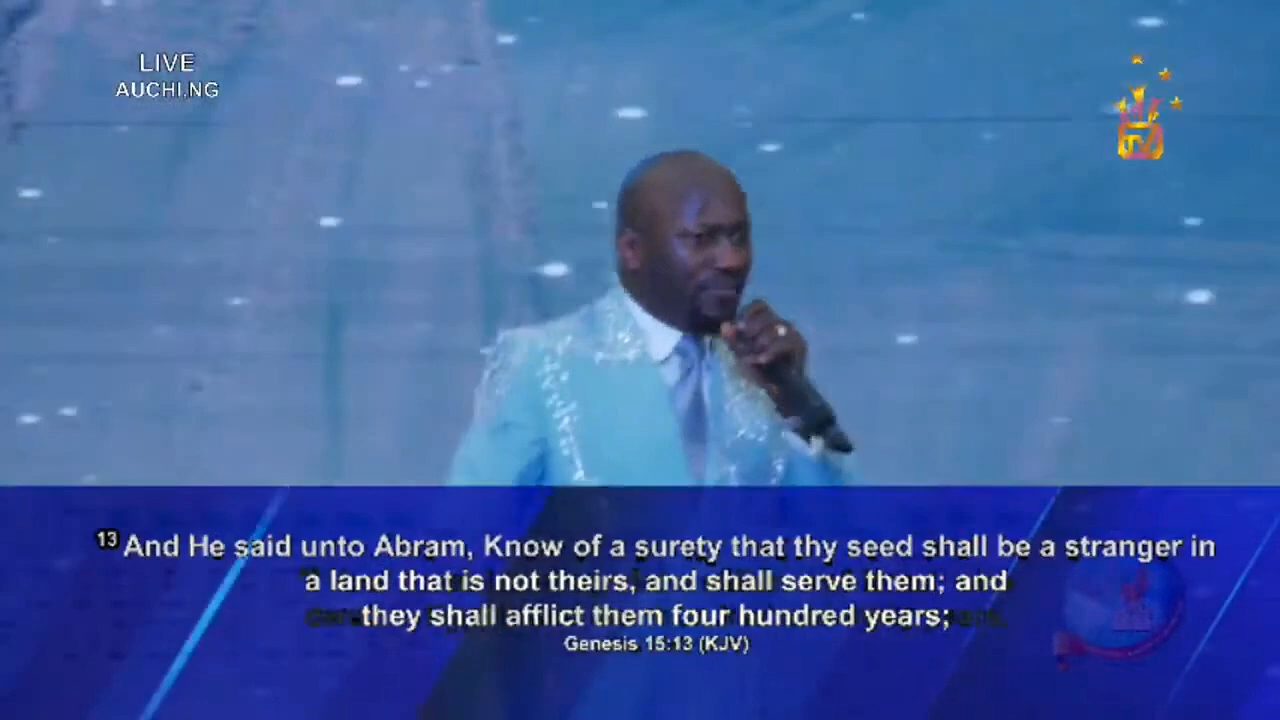 LIVE
AUCHI,NG
TV
13 And He said unto Abram, Know of a surety that thy seed shall be a stranger in
a land that is not theirs, and shall serve them; and
they shall afflict them four hundred years;
Genesis 15:13 (KJV)